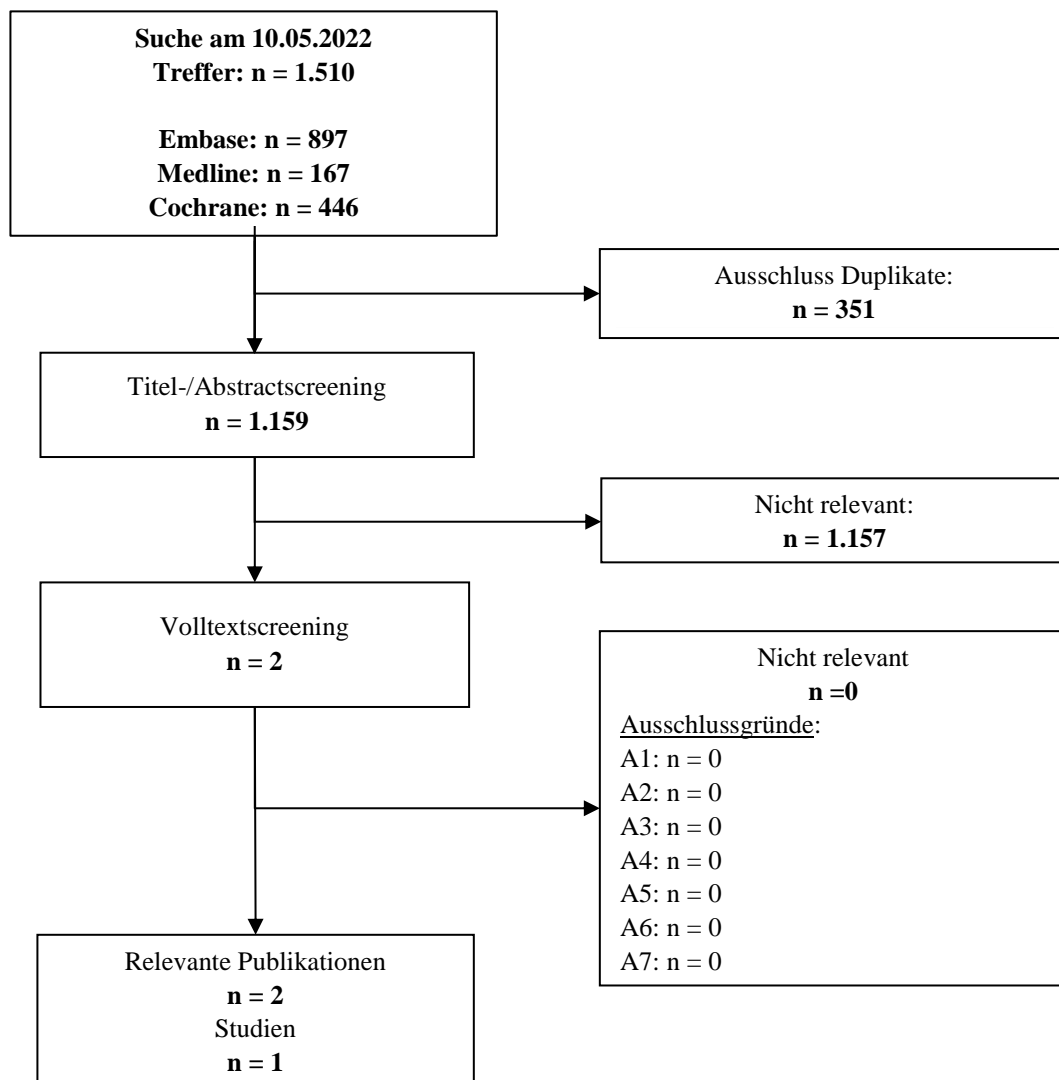 Suche am 10.05.2022
Treffer: n = 1.510
Embase: n = 897
Medline: n = 167
Cochrane: n = 446
Ausschluss Duplikate:
n = 351
Titel-/Abstractscreening
n = 1.159
Nicht relevant:
n = 1.157
Volltextscreening
n = 2
Nicht relevant
n =0
Ausschlussgründe:
A1: n = 0
A2: n = 0
A3: n = 0
A4: n = 0
A5: n = 0
A6: n = 0
A7: n = 0
Relevante Publikationen
n = 2
Studien
n = 1